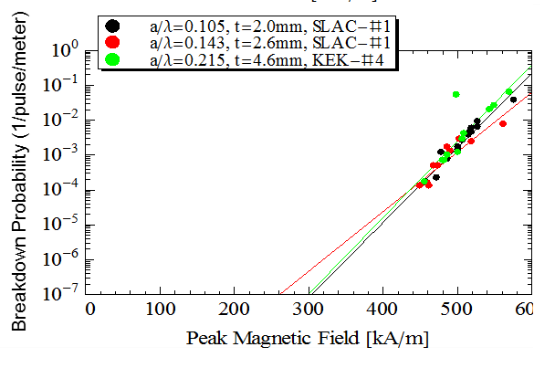 a/λ=0.105, t=2.0mm, SLAC-#1
a/λ=0.143, t=2.6mm, SLAC-#1
a/λ=0.215, t=4.6mm, KEK-#4
Breakdown Probability (1/pulse/meter)
10⁰
10⁻¹
10⁻²
10⁻³
10⁻⁴
10⁻⁵
10⁻⁶
10⁻⁷
0 100 200 300 400 500 60
Peak Magnetic Field [kA/m]